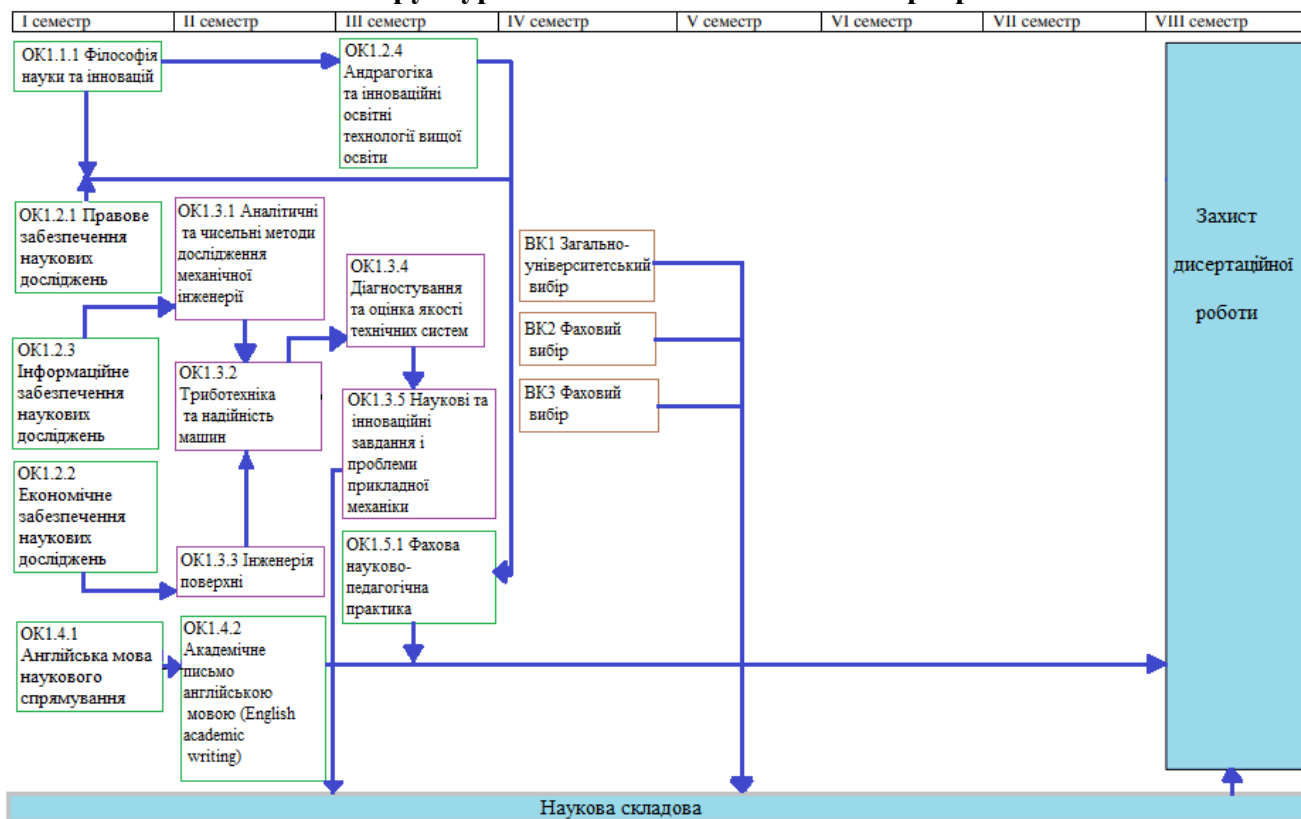 I семестр
II семестр
III семестр
IV семестр
V семестр
VI семестр
VII семестр
VIII семестр
ОК1.1.1 Філософія
науки та інновацій
ОК1.2.4
Андрагогіка
та інноваційні
освітні
технології вищої
освіти
ОК1.2.1 Правове
забезпечення
наукових
досліджень
ОК1.3.1 Аналітичні
та чисельні методи
дослідження
механічної
інженерії
ОК1.3.4
Діагностування
та оцінка якості
технічних систем
ВК1 Загально-
університетський
вибір
Захист
дисертаційної
роботи
ОК1.2.3
Інформаційне
забезпечення
наукових
досліджень
ОК1.3.2
Триботехніка
та надійність
машин
ВК2 Фаховий
вибір
ОК1.3.5 Наукові та
інноваційні
завдання і
проблеми
прикладної
механіки
ВК3 Фаховий
вибір
ОК1.2.2
Економічне
забезпечення
наукових
досліджень
ОК1.3.3 Інженерія
поверхні
ОК1.5.1 Фахова
науково-
педагогічна
практика
ОК1.4.1
Англійська мова
наукового
спрямування
ОК1.4.2
Академічне
письмо
англійською
мовою (English
academic
writing)
Наукова складова